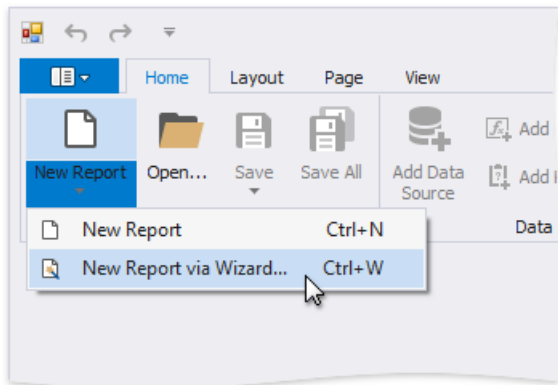 Home Layout Page View
New Report Open... Save Save All Add Data Source
Add
Add
Data
New Report Ctrl+N
New Report via Wizard... Ctrl+W